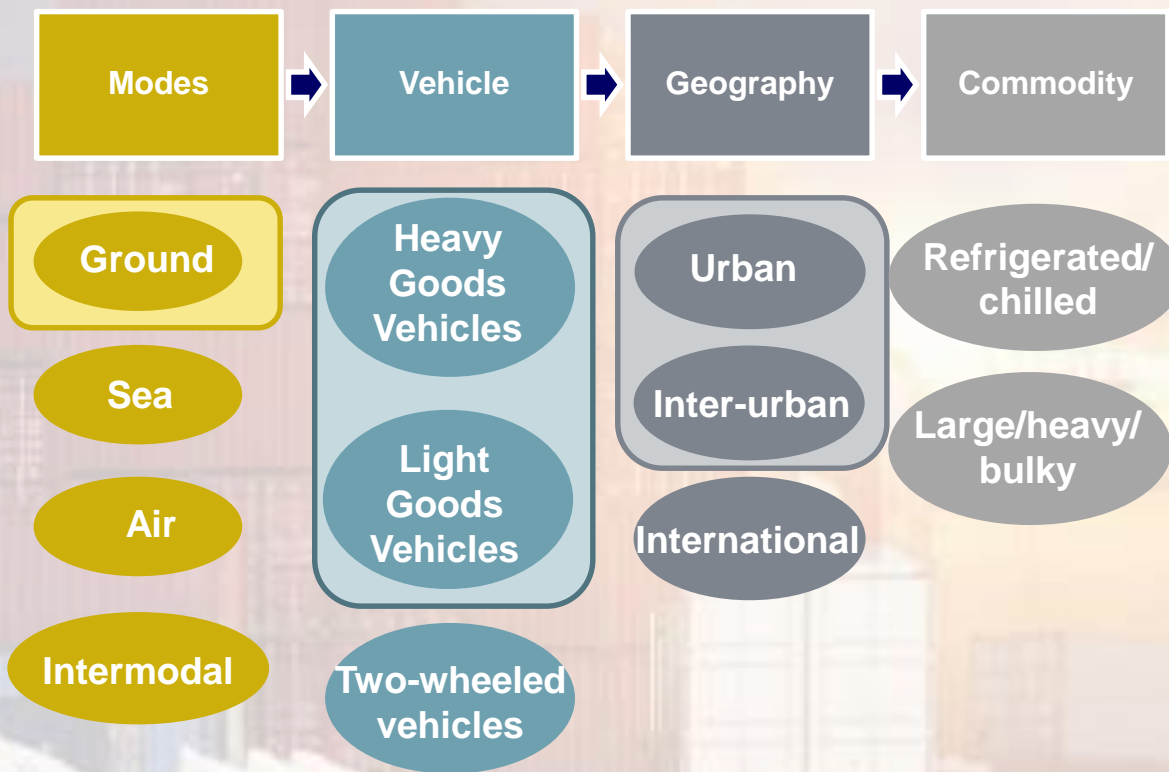 Modes
Vehicle
Geography
Commodity
Ground
Sea
Air
Intermodal
Heavy
Goods
Vehicles
Light
Goods
Vehicles
Two-wheeled
vehicles
Urban
Inter-urban
International
Refrigerated/
chilled
Large/heavy/
bulky